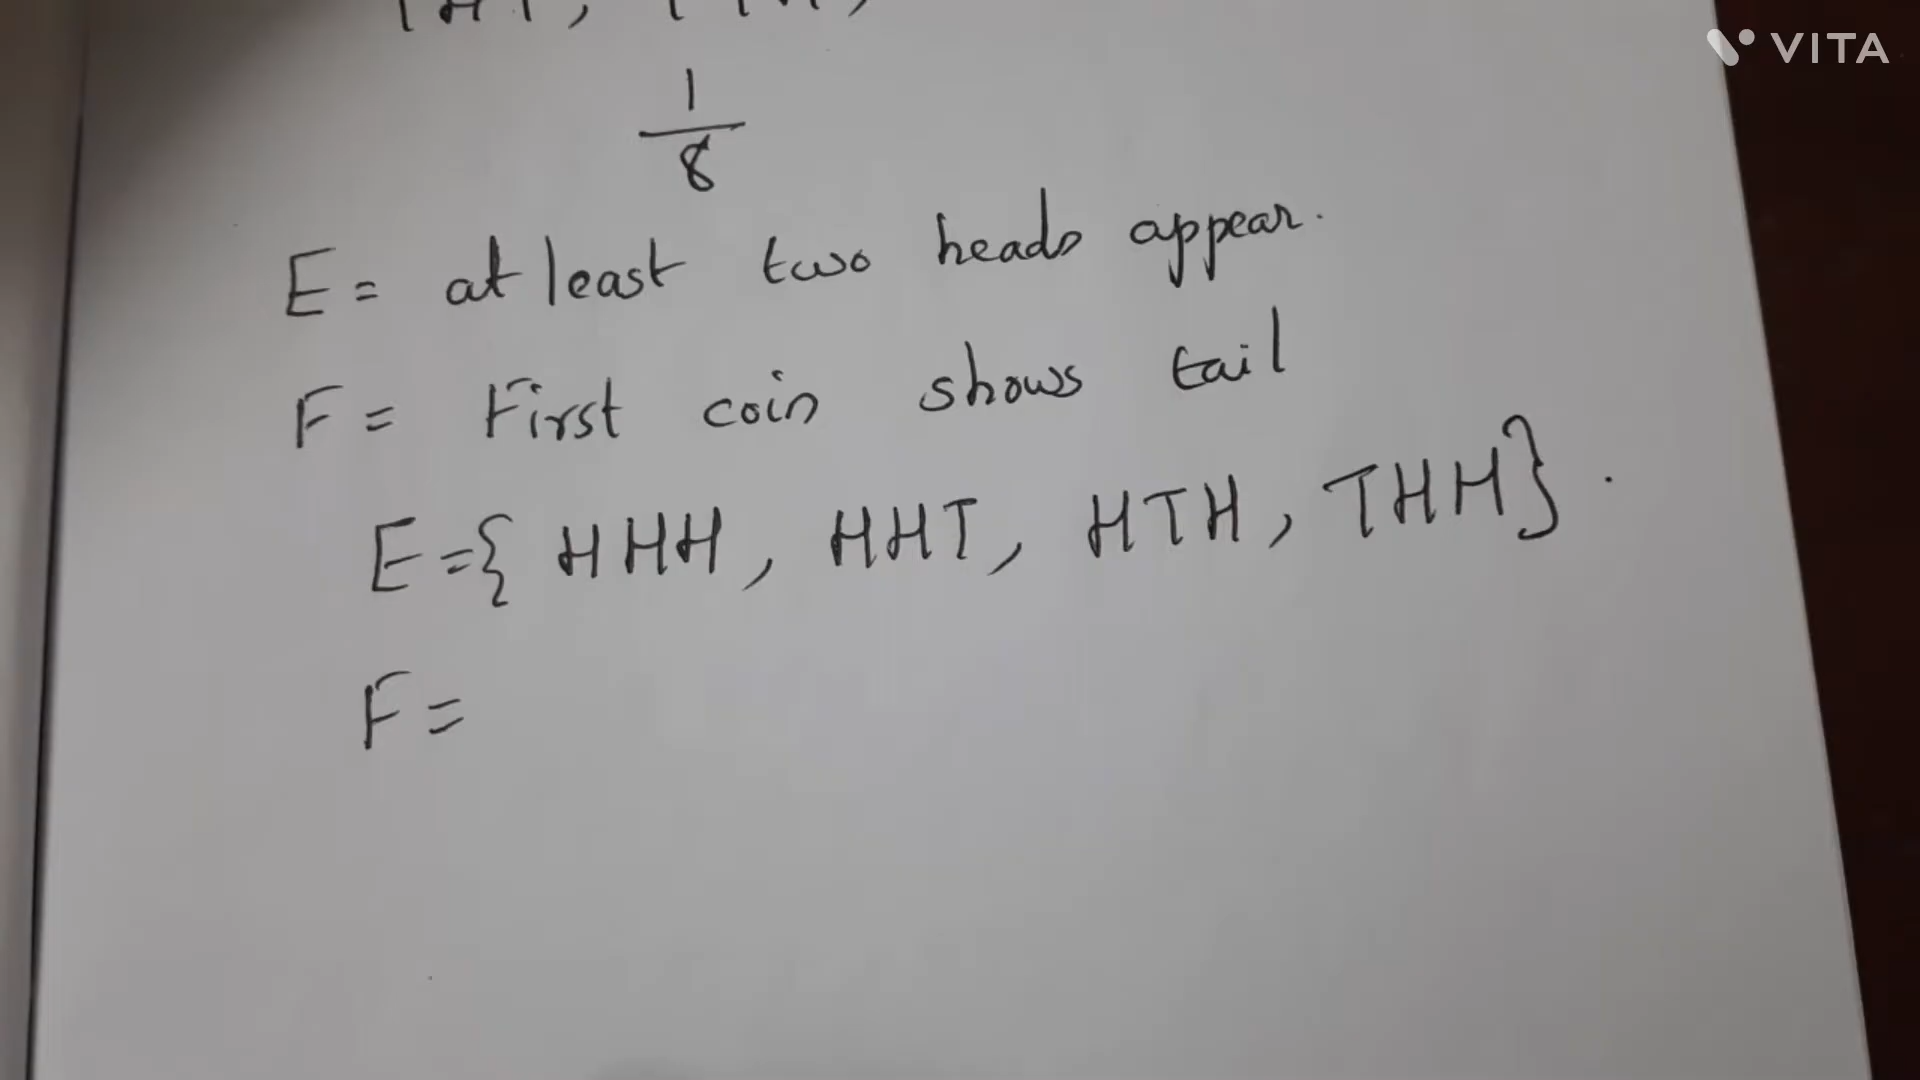 VITA
1
8
E = at least two heads appear.
F = First coin shows tail
E = { HHH, HHT, HTH, THH} .
F =